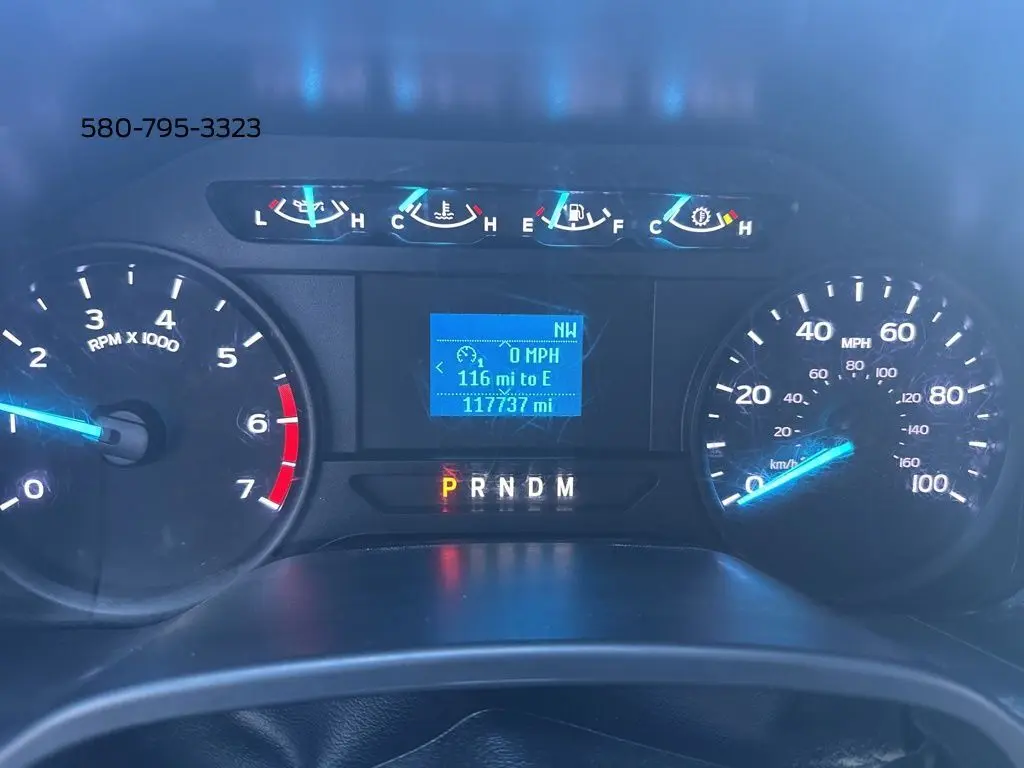 580-795-3323
L H C H E F C H
NW
0 MPH
1
116 mi to E
117737 mi
0 1 2 3 4 5 6 7
RPM X 1000
P R N D M
0 20 40 60 80 100
MPH
20 40 60 80 100 120 140 160
km/h